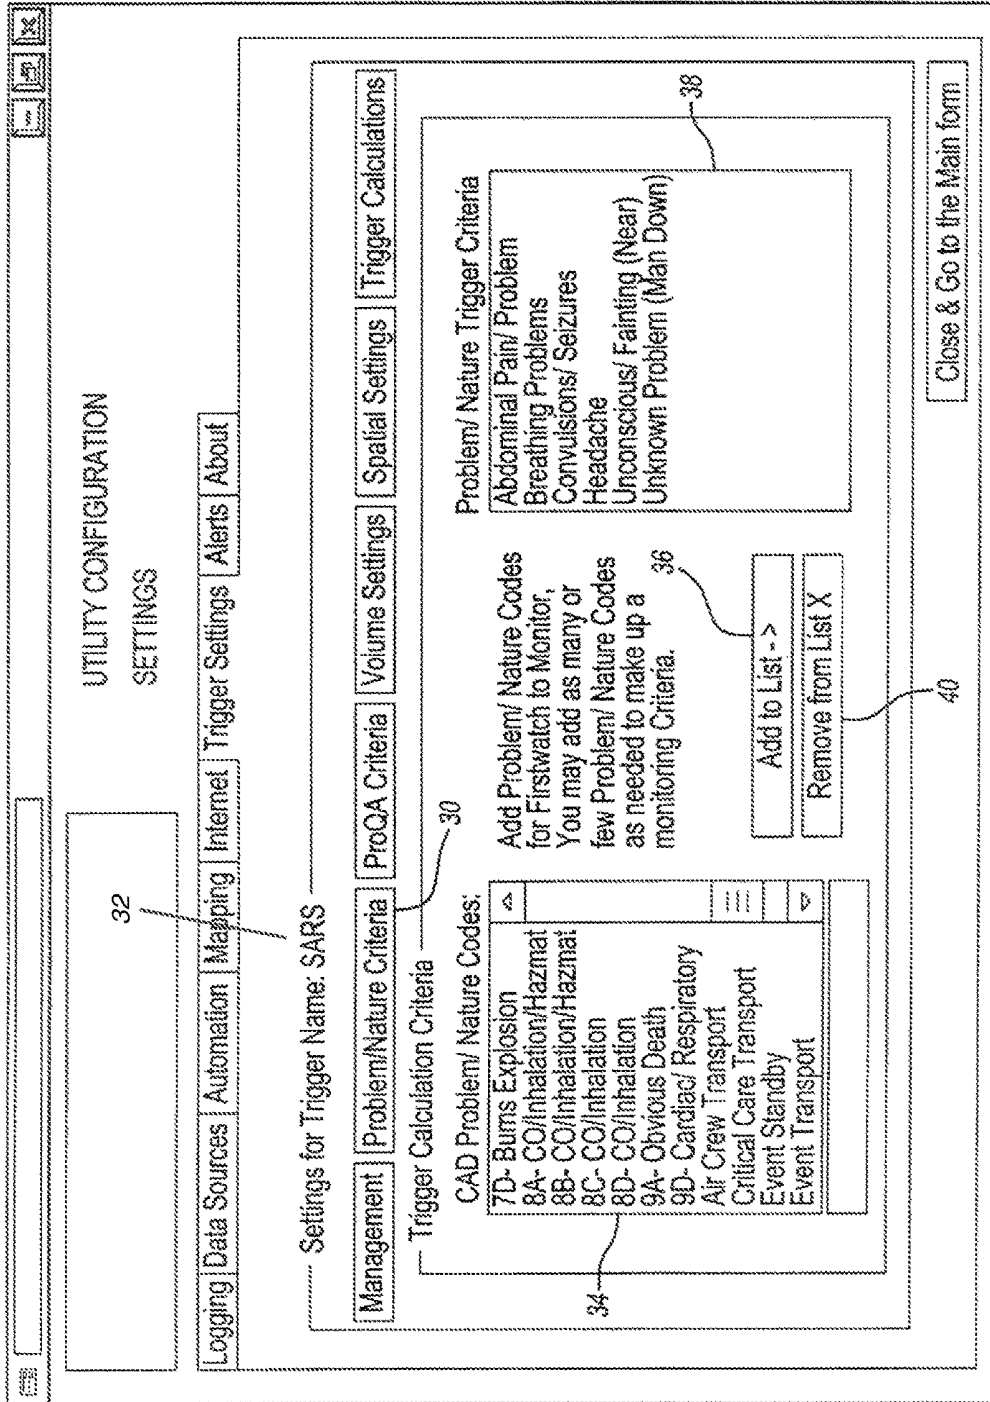 UTILITY CONFIGURATION
SETTINGS
32
Logging Data Sources Automation Mapping Internet Trigger Settings Alerts About
Settings for Trigger Name: SARS
Management Problem/Nature Criteria ProQA Criteria Volume Settings Spatial Settings Trigger Calculations
30
Trigger Calculation Criteria
CAD Problem/ Nature Codes:
7D- Burns Explosion
8A- CO/Inhalation/Hazmat
8B- CO/Inhalation/Hazmat
8C- CO/Inhalation
8D- CO/Inhalation
9A- Obvious Death
9D- Cardiac/ Respiratory
Air Crew Transport
Critical Care Transport
Event Standby
Event Transport
34
Add Problem/ Nature Codes
for Firstwatch to Monitor,
You may add as many or
few Problem/ Nature Codes
as needed to make up a
monitoring Criteria.
36
Add to List - >
Remove from List X
40
Problem/ Nature Trigger Criteria
Abdominal Pain/ Problem
Breathing Problems
Convulsions/ Seizures
Headache
Unconscious/ Fainting (Near)
Unknown Problem (Man Down)
38
Close & Go to the Main form